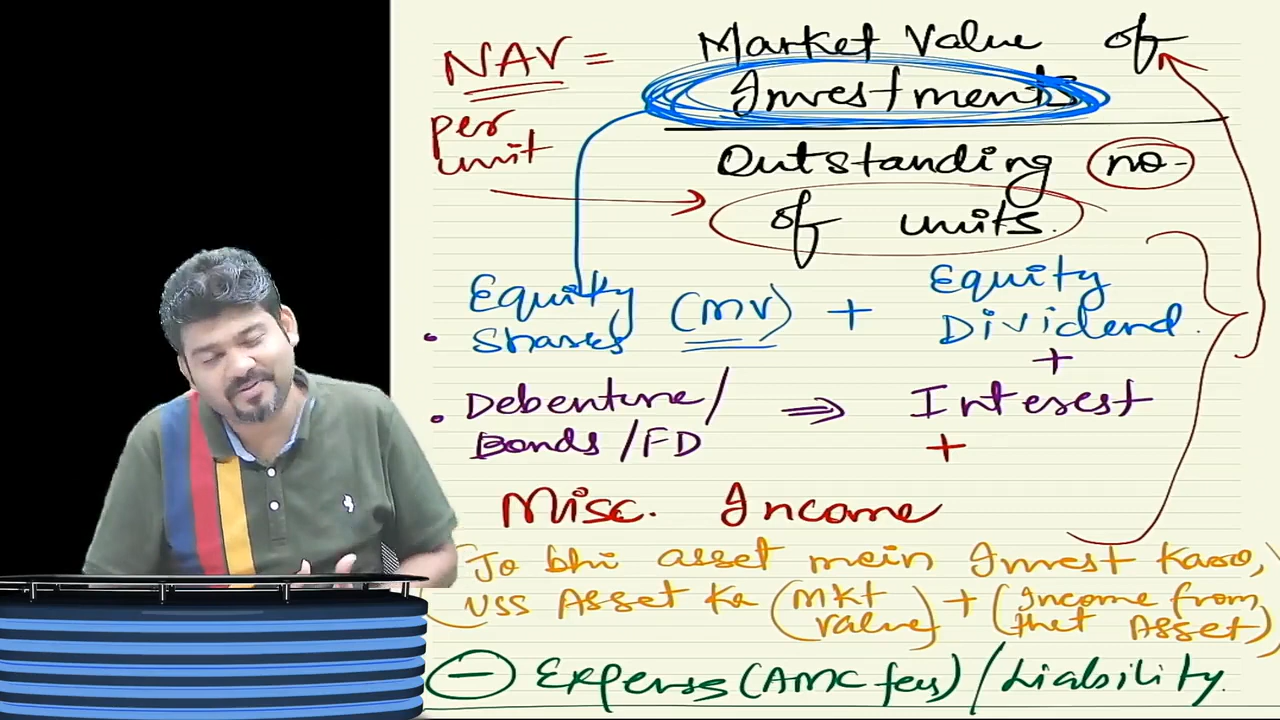 NAV = Market Value of
Investments
per
unit
Outstanding no.
of units.
Equity
Shares (MV) + Equity
Dividend.
+
Debenture/
Bonds/FD ⇒ Interest
+
Misc. Income
(Jo bhi asset mein Invest karo,
uss Asset ka (Mkt value) + (Income from that Asset)
(−) Expenses (AMC fees) / Liability.